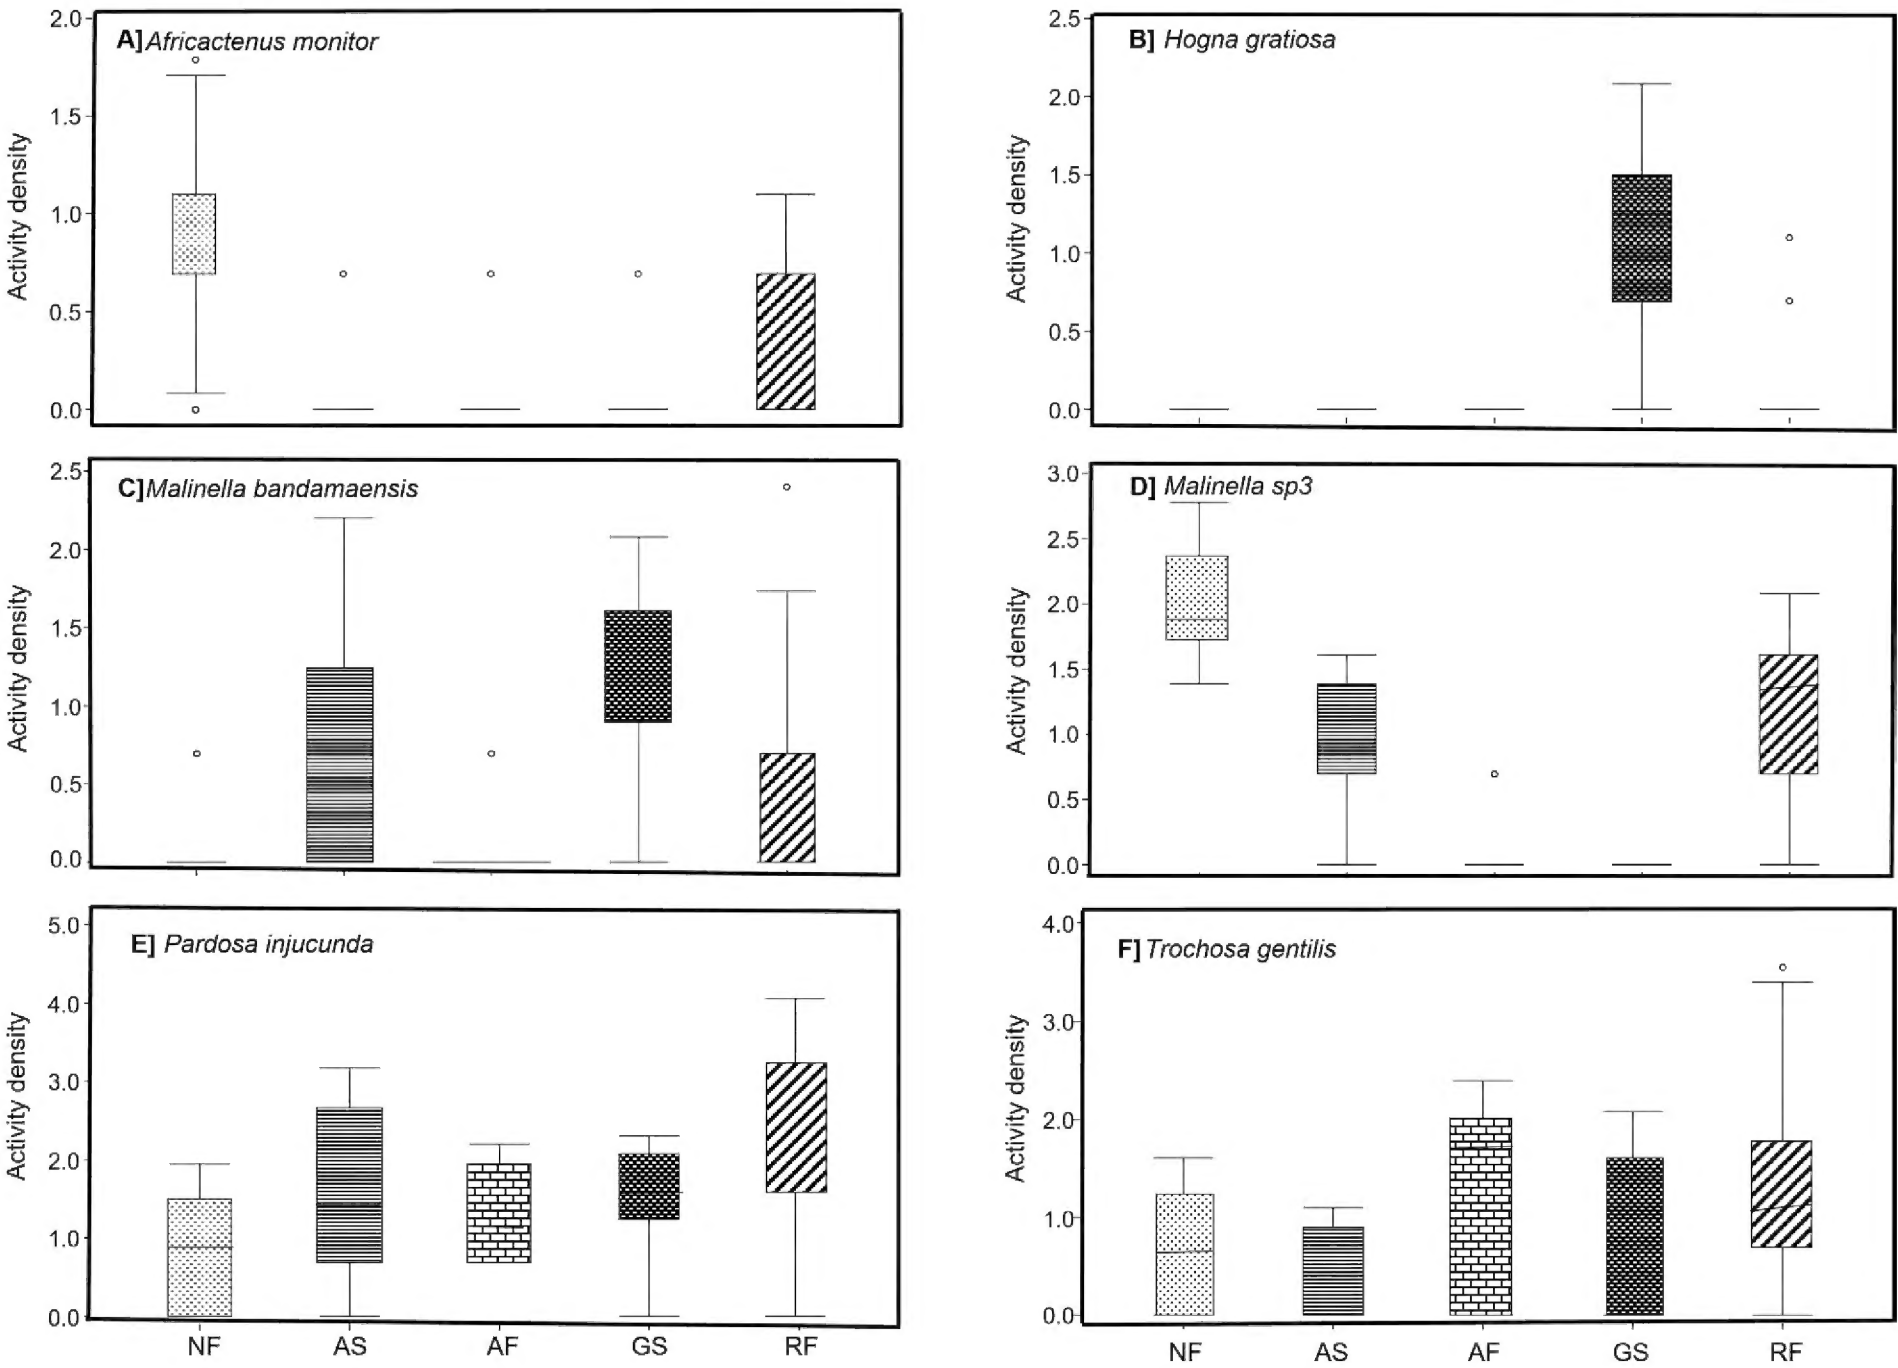 A] Africactenus monitor
2.0
1.5
1.0
0.5
0.0
Activity density
B] Hogna gratiosa
2.5
2.0
1.5
1.0
0.5
0.0
Activity density
C] Malinella bandamaensis
2.5
2.0
1.5
1.0
0.5
0.0
Activity density
D] Malinella sp3
3.0
2.5
2.0
1.5
1.0
0.5
0.0
Activity density
E] Pardosa injucunda
5.0
4.0
3.0
2.0
1.0
0.0
Activity density
NF AS AF GS RF
F] Trochosa gentilis
4.0
3.0
2.0
1.0
0.0
Activity density
NF AS AF GS RF